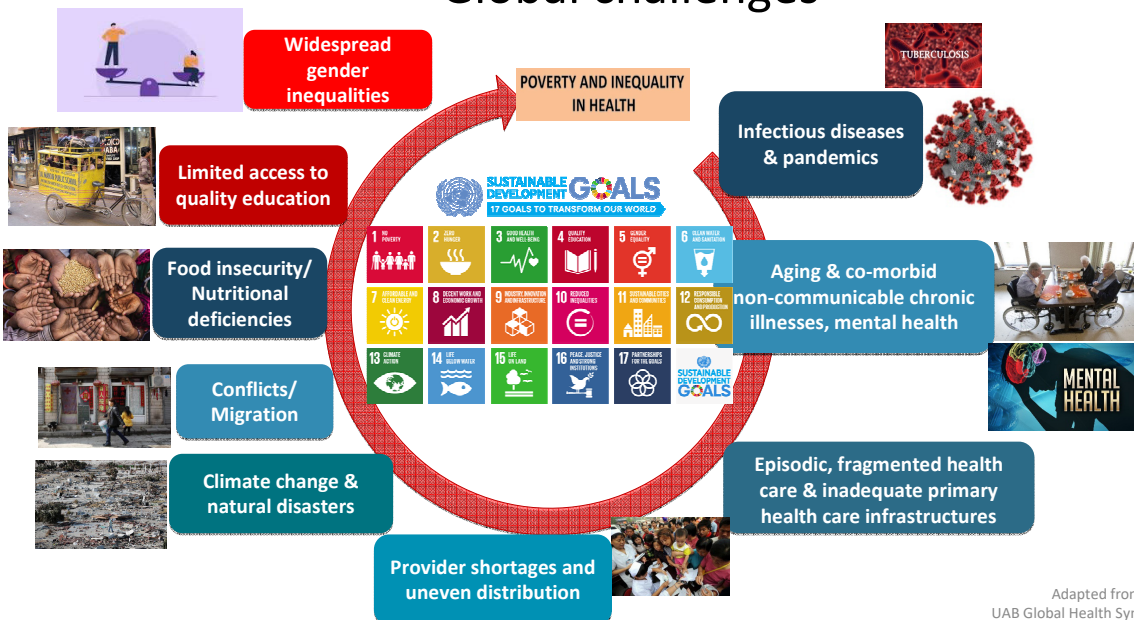 Global challenges
Widespread
gender
inequalities
POVERTY AND INEQUALITY
IN HEALTH
TUBERCULOSIS
Infectious diseases
& pandemics
Limited access to
quality education
SUSTAINABLE
DEVELOPMENT GOALS
17 GOALS TO TRANSFORM OUR WORLD
1 NO
POVERTY
2 ZERO
HUNGER
3 GOOD HEALTH
AND WELL-BEING
4 QUALITY
EDUCATION
5 GENDER
EQUALITY
6 CLEAN WATER
AND SANITATION
Food insecurity/
Nutritional
deficiencies
Aging & co-morbid
non-communicable chronic
illnesses, mental health
7 AFFORDABLE AND
CLEAN ENERGY
8 DECENT WORK AND
ECONOMIC GROWTH
9 INDUSTRY, INNOVATION
AND INFRASTRUCTURE
10 REDUCED
INEQUALITIES
11 SUSTAINABLE CITIES
AND COMMUNITIES
12 RESPONSIBLE
CONSUMPTION
AND PRODUCTION
13 CLIMATE
ACTION
14 LIFE
BELOW WATER
15 LIFE
ON LAND
16 PEACE, JUSTICE
AND STRONG
INSTITUTIONS
17 PARTNERSHIPS
FOR THE GOALS
SUSTAINABLE
DEVELOPMENT
GOALS
MENTAL
HEALTH
Conflicts/
Migration
Climate change &
natural disasters
Episodic, fragmented health
care & inadequate primary
health care infrastructures
Provider shortages and
uneven distribution
Adapted from
UAB Global Health Sy